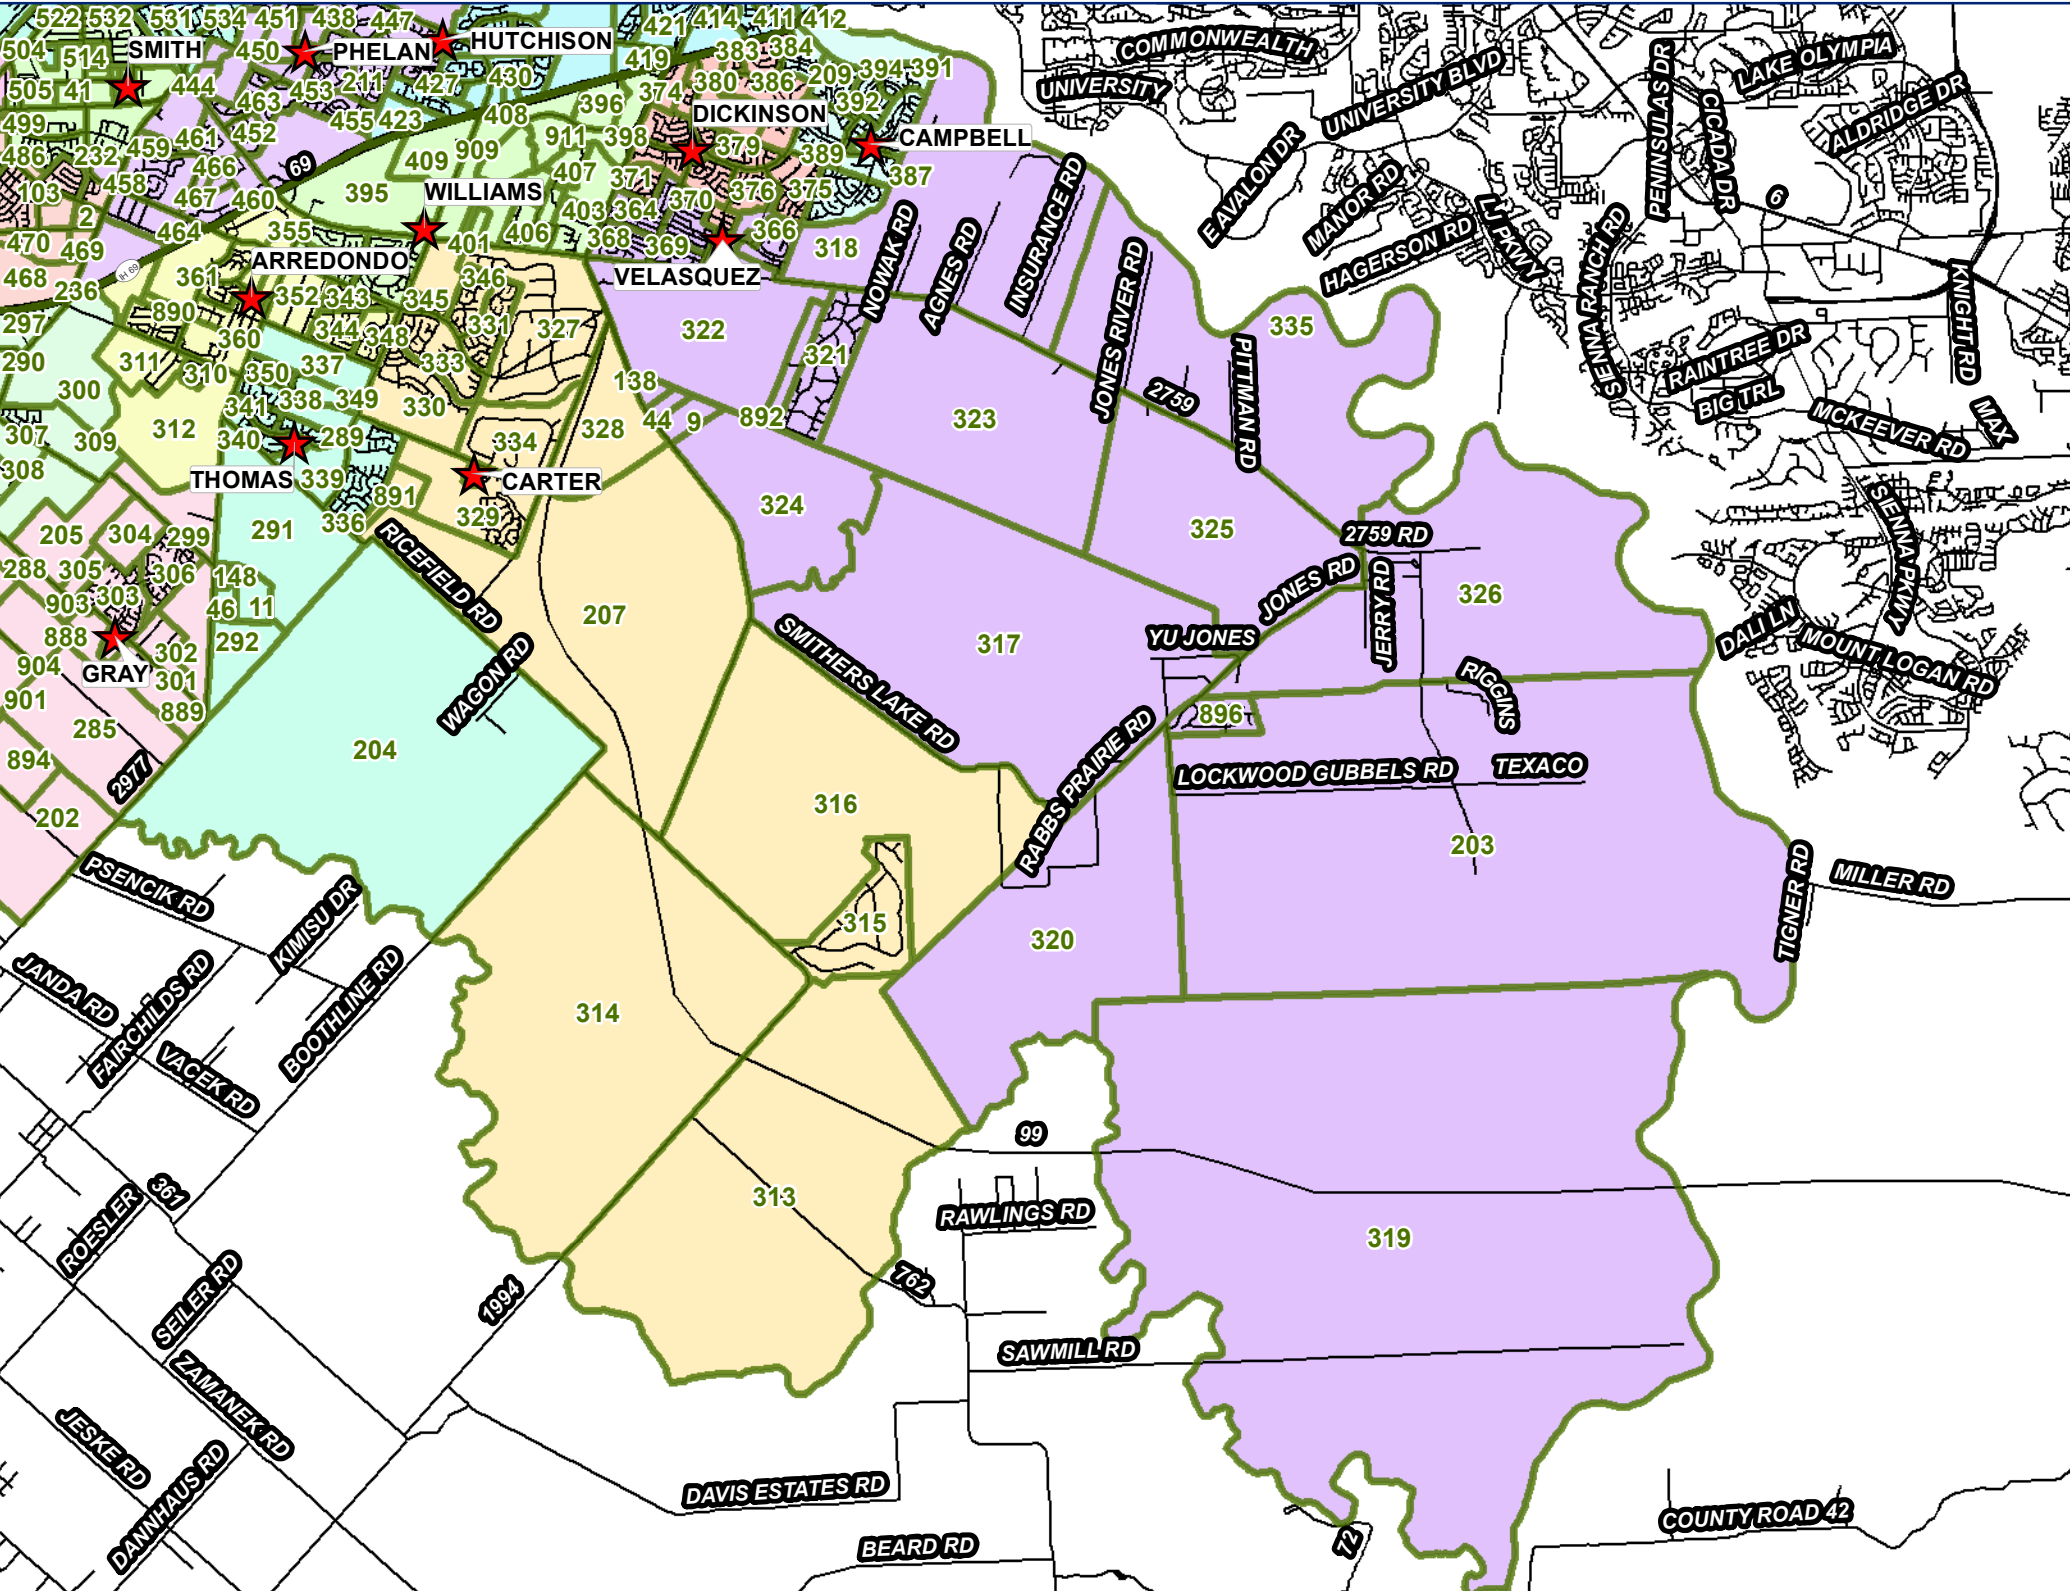 522 532 531 534 451 438 447 421 414 411 412
504 514 SMITH 450 PHELAN HUTCHISON 419 383 384
505 41 444 453 211 427 430 374 380 386 209 394 391
499 463 455 423 408 396 DICKINSON 392
486 232 459 461 452 409 909 911 398 379 389 CAMPBELL
103 458 466 69 395 WILLIAMS 407 371 376 375 387
2 467 460 403 364 370
470 469 464 355 401 406 368 369 366 318
468 236 IH 69 361 ARREDONDO 346 VELASQUEZ
297 890 352 343 345 331 327 322 321
290 311 360 344 348 333
300 310 350 337 138
307 309 312 341 338 349 330 328 44 9 892 323
308 340 289 334
THOMAS 339 891 CARTER 324
205 304 299 291 336 329 325
288 305 306 148
903 303 46 11 207 326
888 GRAY 302 292 317
904 301
901 285 889 204 896
894 316
202 203
315 320
314
313
319
335
COMMONWEALTH
UNIVERSITY
UNIVERSITY BLVD
LAKE OLYMPIA
PENINSULAS DR
CICADA DR
ALDRIDGE DR
E AVALON DR
MANOR RD
HAGERSON RD
LJ PKWY
6
SIENNA RANCH RD
KNIGHT RD
RAINTREE DR
BIG TRL
MCKEEVER RD
MAX
SIENNA PKWY
DALI LN
MOUNT LOGAN RD
NOWAK RD
AGNES RD
INSURANCE RD
JONES RIVER RD
PITTMAN RD
2759
2759 RD
JONES RD
JERRY RD
YU JONES
RIGGINS
RICEFIELD RD
WAGON RD
SMITHERS LAKE RD
RABBS PRAIRIE RD
LOCKWOOD GUBBELS RD
TEXACO
TIGNER RD
MILLER RD
2977
PSENCIK RD
KIMISU DR
JANDA RD
FAIRCHILDS RD
BOOTHLINE RD
VACEK RD
99
361
ROESLER
RAWLINGS RD
SEILER RD
1994
762
SAWMILL RD
ZAMANEK RD
JESKE RD
DANNHAUS RD
DAVIS ESTATES RD
BEARD RD
72
COUNTY ROAD 42